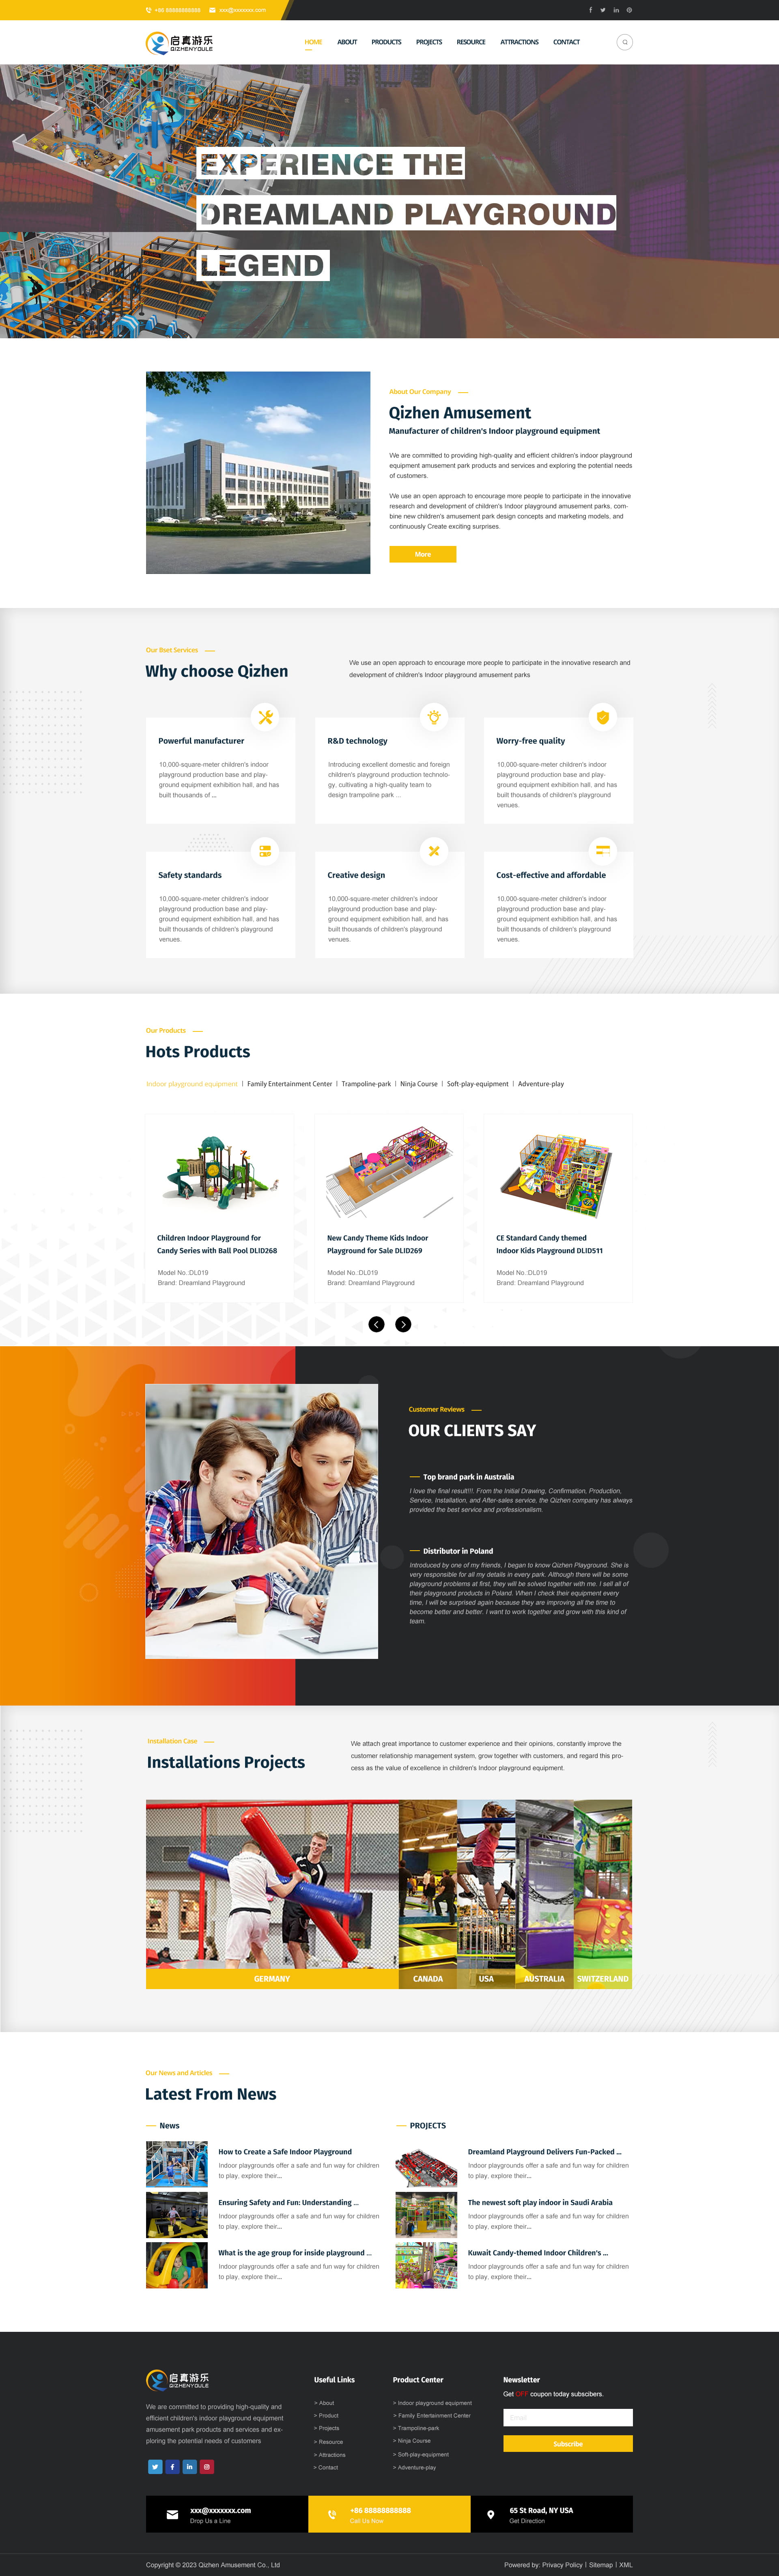 +86 88888888888
xxx@xxxxxxx.com
启真游乐
QIZHENYOULE
HOME
ABOUT
PRODUCTS
PROJECTS
RESOURCE
ATTRACTIONS
CONTACT
EXPERIENCE THE
DREAMLAND PLAYGROUND
LEGEND
About Our Company
Qizhen Amusement
Manufacturer of children's Indoor playground equipment
We are committed to providing high-quality and efficient children's indoor playground
equipment amusement park products and services and exploring the potential needs
of customers.
We use an open approach to encourage more people to participate in the innovative
research and development of children's Indoor playground amusement parks, com-
bine new children's amusement park design concepts and marketing models, and
continuously Create exciting surprises.
More
Our Bset Services
Why choose Qizhen
We use an open approach to encourage more people to participate in the innovative research and
development of children's Indoor playground amusement parks
Powerful manufacturer
10,000-square-meter children's indoor
playground production base and play-
ground equipment exhibition hall, and has
built thousands of ...
R&D technology
Introducing excellent domestic and foreign
children's playground production technolo-
gy, cultivating a high-quality team to
design trampoline park ...
Worry-free quality
10,000-square-meter children's indoor
playground production base and play-
ground equipment exhibition hall, and has
built thousands of children's playground
venues.
Safety standards
10,000-square-meter children's indoor
playground production base and play-
ground equipment exhibition hall, and has
built thousands of children's playground
venues.
Creative design
10,000-square-meter children's indoor
playground production base and play-
ground equipment exhibition hall, and has
built thousands of children's playground
venues.
Cost-effective and affordable
10,000-square-meter children's indoor
playground production base and play-
ground equipment exhibition hall, and has
built thousands of children's playground
venues.
Our Products
Hots Products
Indoor playground equipment | Family Entertainment Center | Trampoline-park | Ninja Course | Soft-play-equipment | Adventure-play
Children Indoor Playground for
Candy Series with Ball Pool DLID268
Model No.:DL019
Brand: Dreamland Playground
New Candy Theme Kids Indoor
Playground for Sale DLID269
Model No.:DL019
Brand: Dreamland Playground
CE Standard Candy themed
Indoor Kids Playground DLID511
Model No.:DL019
Brand: Dreamland Playground
Customer Reviews
OUR CLIENTS SAY
Top brand park in Australia
I love the final result!!!. From the Initial Drawing, Confirmation, Production,
Service, Installation, and After-sales service, the Qizhen company has always
provided the best service and professionalism.
Distributor in Poland
Introduced by one of my friends, I began to know Qizhen Playground. She is
very responsible for all my details in every park. Although there will be some
playground problems at first, they will be solved together with me. I sell all of
their playground products in Poland. When I check their equipment every
time, I will be surprised again because they are improving all the time to
become better and better. I want to work together and grow with this kind of
team.
Installation Case
Installations Projects
We attach great importance to customer experience and their opinions, constantly improve the
customer relationship management system, grow together with customers, and regard this pro-
cess as the value of excellence in children's Indoor playground equipment.
GERMANY
CANADA
USA
AUSTRALIA
SWITZERLAND
Our News and Articles
Latest From News
News
How to Create a Safe Indoor Playground
Indoor playgrounds offer a safe and fun way for children
to play, explore their...
Ensuring Safety and Fun: Understanding ...
Indoor playgrounds offer a safe and fun way for children
to play, explore their...
What is the age group for inside playground ...
Indoor playgrounds offer a safe and fun way for children
to play, explore their...
PROJECTS
Dreamland Playground Delivers Fun-Packed ...
Indoor playgrounds offer a safe and fun way for children
to play, explore their...
The newest soft play indoor in Saudi Arabia
Indoor playgrounds offer a safe and fun way for children
to play, explore their...
Kuwait Candy-themed Indoor Children's ...
Indoor playgrounds offer a safe and fun way for children
to play, explore their...
启真游乐
QIZHENYOULE
We are committed to providing high-quality and
efficient children's indoor playground equipment
amusement park products and services and ex-
ploring the potential needs of customers
Useful Links
> About
> Product
> Projects
> Resource
> Attractions
> Contact
Product Center
> Indoor playground equipment
> Family Entertainment Center
> Trampoline-park
> Ninja Course
> Soft-play-equipment
> Adventure-play
Newsletter
Get OFF coupon today subscibers.
Email
Subscribe
xxx@xxxxxxx.com
Drop Us a Line
+86 88888888888
Call Us Now
65 St Road, NY USA
Get Direction
Copyright © 2023 Qizhen Amusement Co., Ltd
Powered by: Privacy Policy | Sitemap | XML